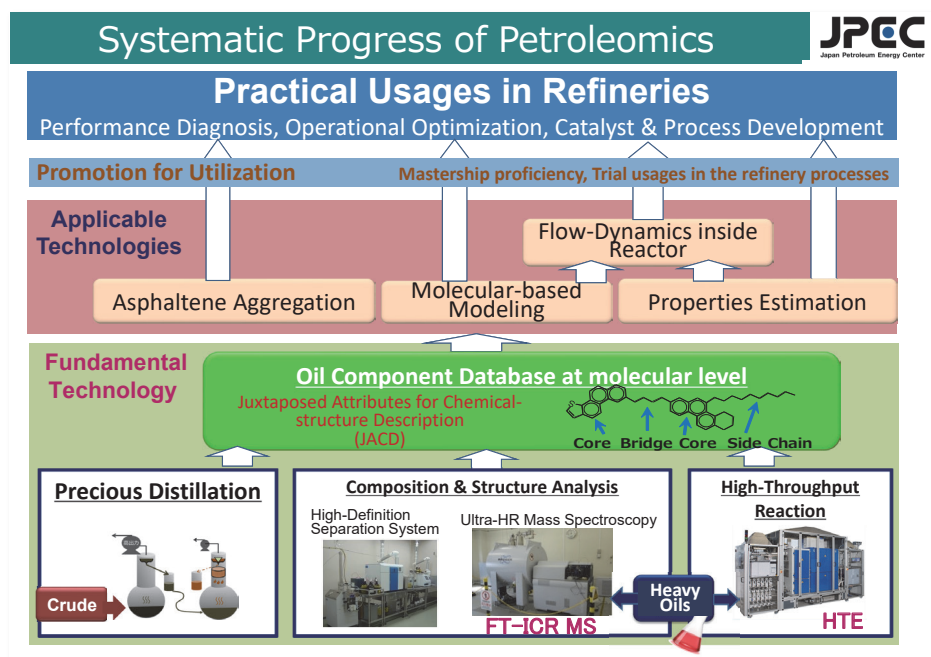 Systematic Progress of Petroleomics
JPEC
Japan Petroleum Energy Center
Practical Usages in Refineries
Performance Diagnosis, Operational Optimization, Catalyst & Process Development
Promotion for Utilization
Mastership proficiency, Trial usages in the refinery processes
Applicable
Technologies
Flow-Dynamics inside
Reactor
Asphaltene Aggregation
Molecular-based
Modeling
Properties Estimation
Fundamental
Technology
Oil Component Database at molecular level
Juxtaposed Attributes for Chemical-
structure Description
(JACD)
S
Core Bridge Core Side Chain
Precious Distillation
Composition & Structure Analysis
High-Definition
Separation System
Ultra-HR Mass Spectroscopy
High-Throughput
Reaction
Crude
Heavy
Oils
FT-ICR MS
HTE